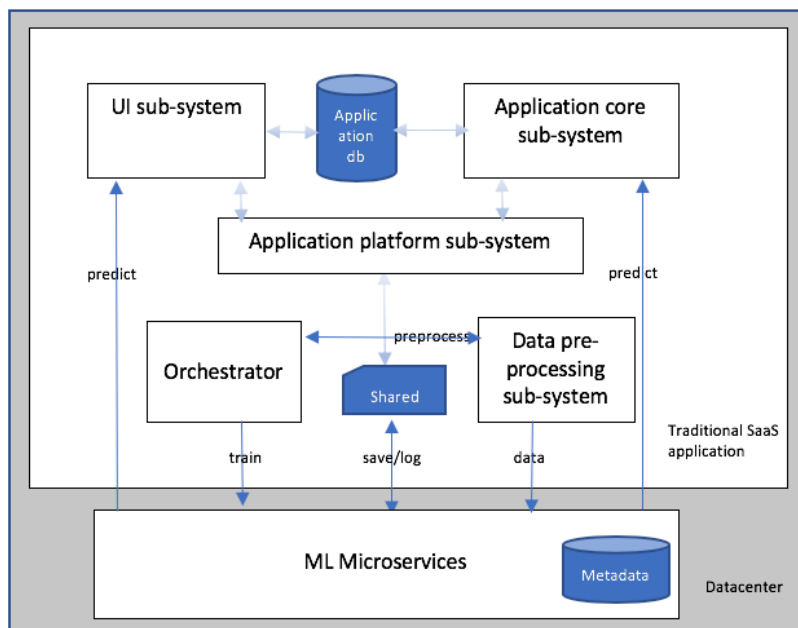 UI sub-system
Applic
ation
db
Application core
sub-system
Application platform sub-system
predict
predict
preprocess
Orchestrator
Data pre-
processing
sub-system
Shared
Traditional SaaS
application
train
save/log
data
ML Microservices
Metadata
Datacenter